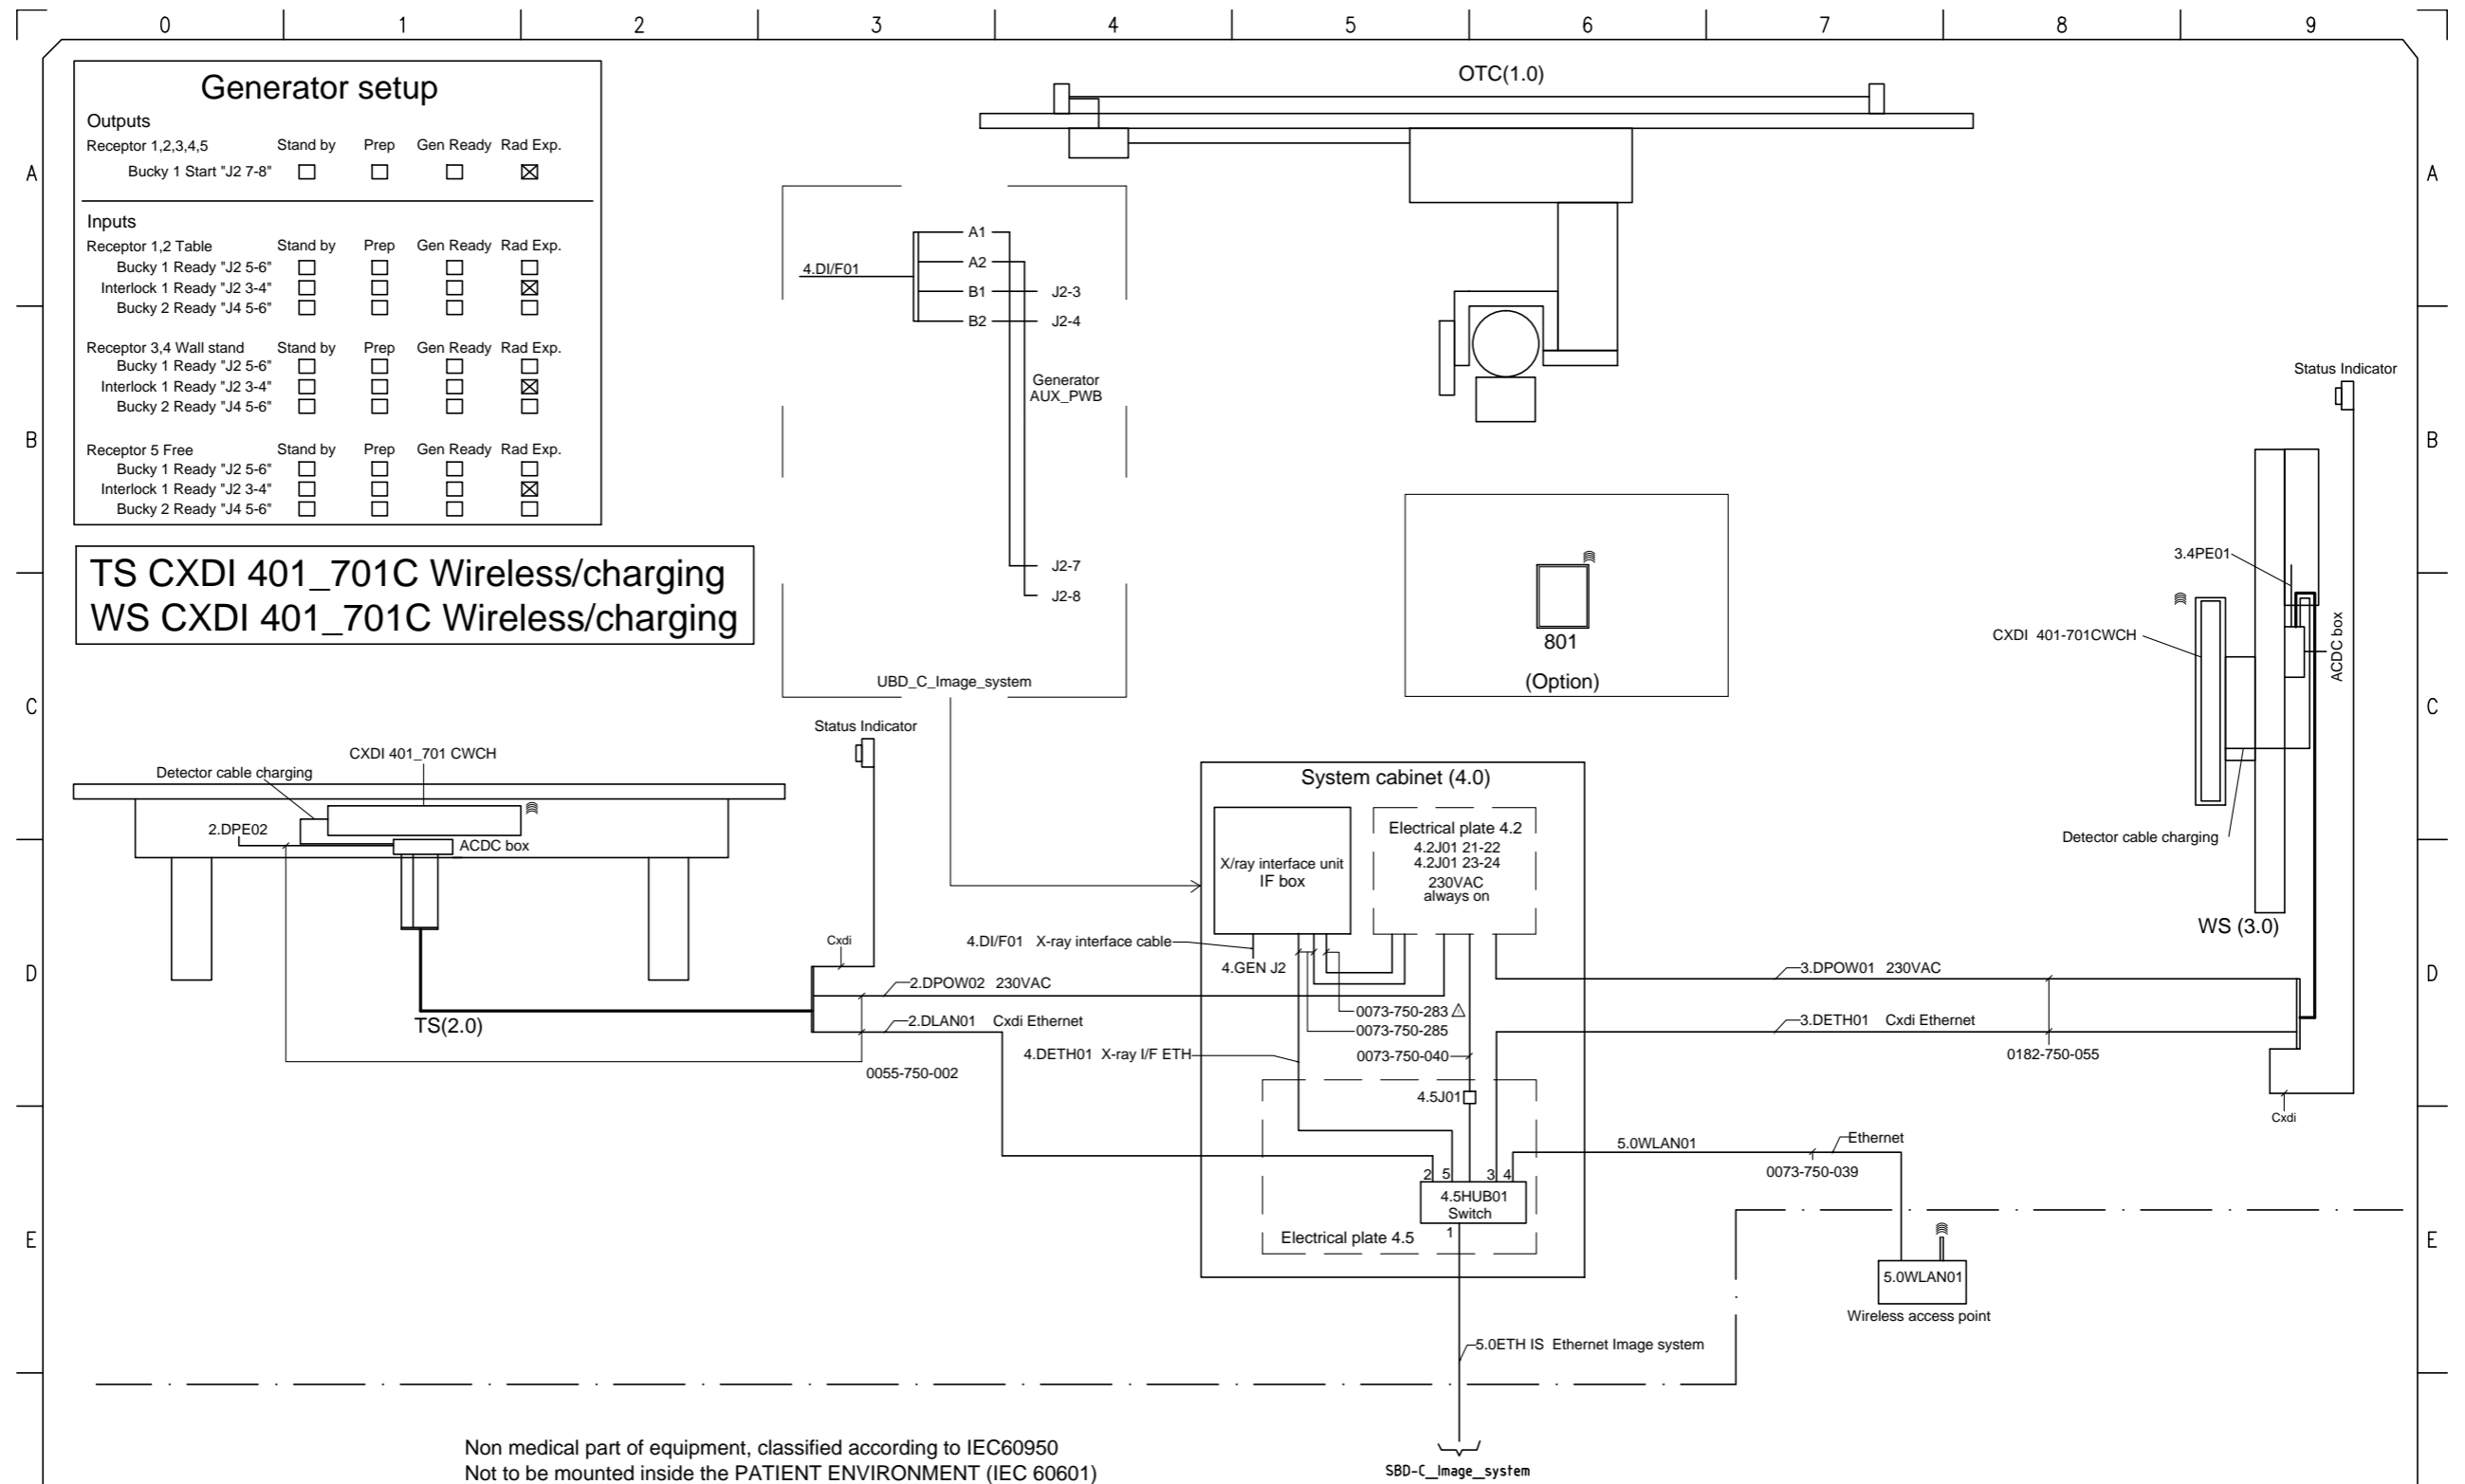 0 1 2 3 4 5 6 7 8 9
A
B
C
D
E
A
B
C
D
E
Generator setup
Outputs
Receptor 1,2,3,4,5 Stand by Prep Gen Ready Rad Exp.
Bucky 1 Start "J2 7-8"
Inputs
Receptor 1,2 Table Stand by Prep Gen Ready Rad Exp.
Bucky 1 Ready "J2 5-6"
Interlock 1 Ready "J2 3-4"
Bucky 2 Ready "J4 5-6"
Receptor 3,4 Wall stand Stand by Prep Gen Ready Rad Exp.
Bucky 1 Ready "J2 5-6"
Interlock 1 Ready "J2 3-4"
Bucky 2 Ready "J4 5-6"
Receptor 5 Free Stand by Prep Gen Ready Rad Exp.
Bucky 1 Ready "J2 5-6"
Interlock 1 Ready "J2 3-4"
Bucky 2 Ready "J4 5-6"
TS CXDI 401_701C Wireless/charging
WS CXDI 401_701C Wireless/charging
4.DI/F01
A1
A2
B1 J2-3
B2 J2-4
Generator
AUX_PWB
J2-7
J2-8
UBD_C_Image_system
OTC(1.0)
801
(Option)
Status Indicator
3.4PE01
CXDI 401-701CWCH
ACDC box
Detector cable charging
WS (3.0)
Status Indicator
CXDI 401_701 CWCH
Detector cable charging
2.DPE02
ACDC box
TS(2.0)
Cxdi
2.DPOW02 230VAC
2.DLAN01 Cxdi Ethernet
0055-750-002
System cabinet (4.0)
X/ray interface unit
IF box
Electrical plate 4.2
4.2J01 21-22
4.2J01 23-24
230VAC
always on
4.DI/F01 X-ray interface cable
4.GEN J2
0073-750-283
0073-750-285
4.DETH01 X-ray I/F ETH
0073-750-040
4.5J01
3.DPOW01 230VAC
3.DETH01 Cxdi Ethernet
0182-750-055
Cxdi
5.0WLAN01
Ethernet
0073-750-039
2 5 3 4
4.5HUB01
Switch
1
Electrical plate 4.5
5.0WLAN01
Wireless access point
5.0ETH IS Ethernet Image system
SBD-C_Image_system
Non medical part of equipment, classified according to IEC60950
Not to be mounted inside the PATIENT ENVIRONMENT (IEC 60601)